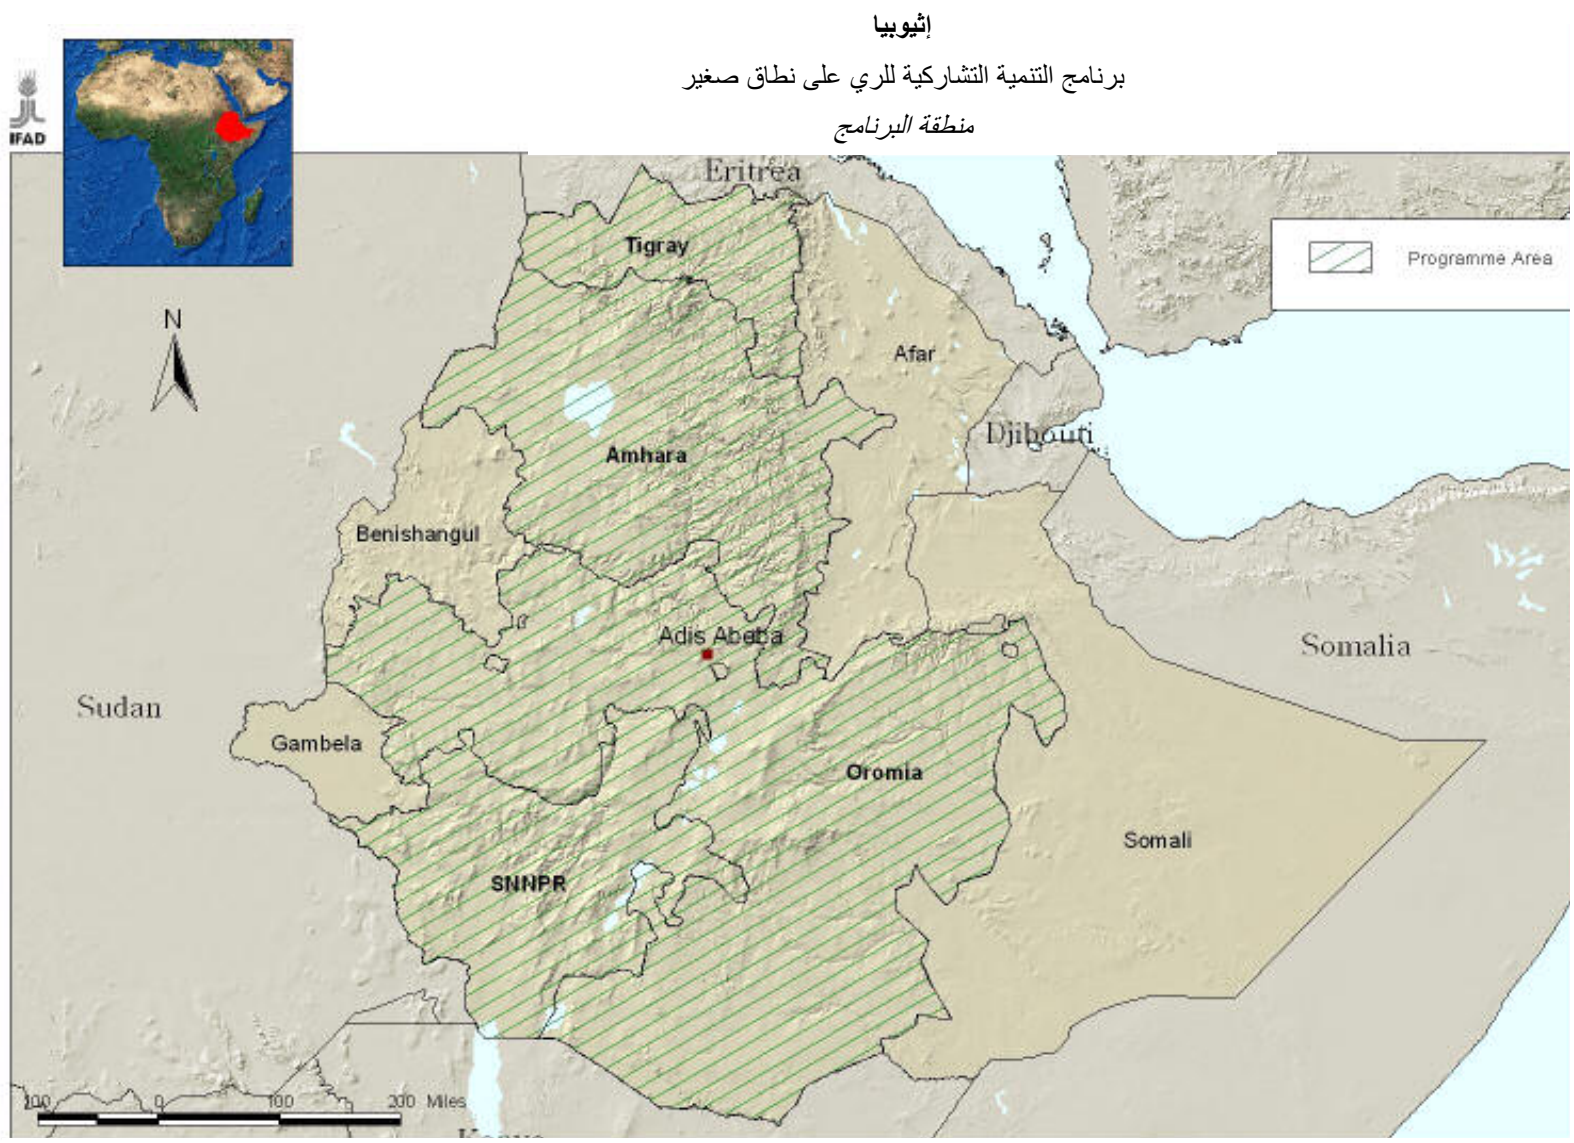 إثيوبيا
برنامج التنمية التشاركية للري على نطاق صغير
منطقة البرنامج
IFAD
Eritrea
Tigray
Programme Area
N
Afar
Djibouti
Amhara
Benishangul
Adis Abeba
Somalia
Sudan
Gambela
Oromia
Somali
SNNPR
100 0 100 200 Miles
Kenya